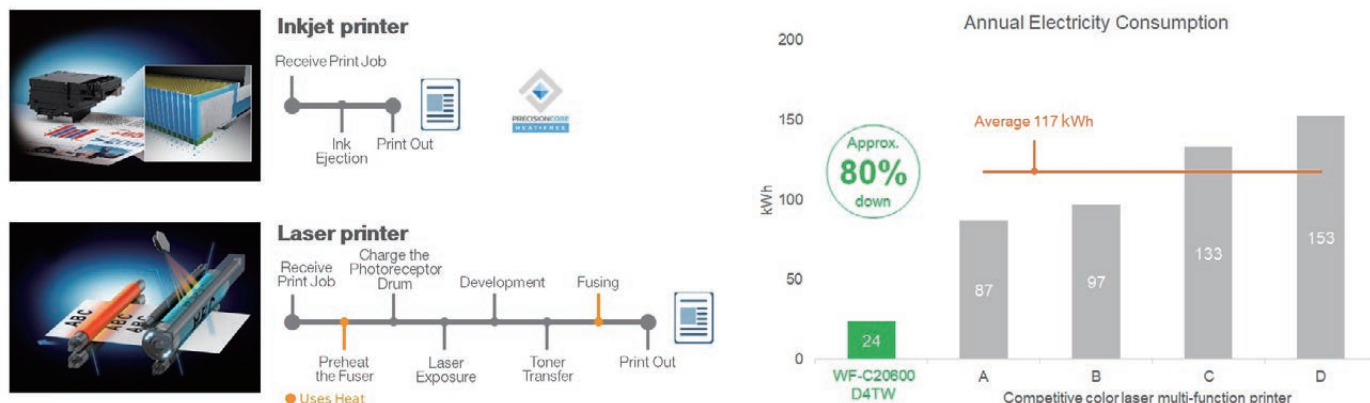 Inkjet printer
Receive Print Job
Ink
Ejection
Print Out
PRECISIONCORE
HEAT-FREE
Laser printer
Receive
Print Job
Charge the
Photoreceptor
Drum
Development
Fusing
Preheat
the Fuser
Laser
Exposure
Toner
Transfer
Print Out
Uses Heat
ABC
ABC
Annual Electricity Consumption
200
150
100
50
0
kWh
Approx.
80%
down
Average 117 kWh
24
87
97
133
153
WF-C20600
D4TW
A
B
C
D
Competitive color laser multi-function printer